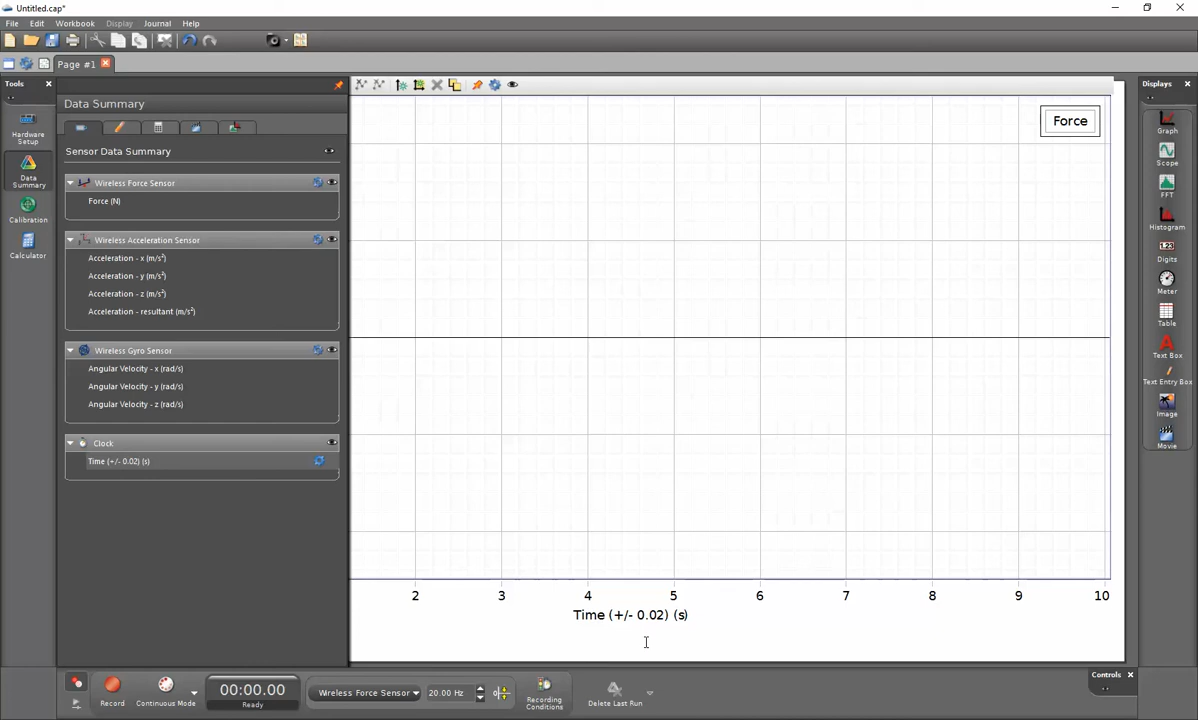 Untitled.cap*
File Edit Workbook Display Journal Help
Page #1
Tools
Hardware Setup
Data Summary
Calibration
Calculator
Data Summary
Sensor Data Summary
Wireless Force Sensor
Force (N)
Wireless Acceleration Sensor
Acceleration - x (m/s²)
Acceleration - y (m/s²)
Acceleration - z (m/s²)
Acceleration - resultant (m/s²)
Wireless Gyro Sensor
Angular Velocity - x (rad/s)
Angular Velocity - y (rad/s)
Angular Velocity - z (rad/s)
Clock
Time (+/- 0.02) (s)
Force
2 3 4 5 6 7 8 9 10
Time (+/- 0.02) (s)
Displays
Graph
Scope
FFT
Histogram
1.23
Digits
Meter
Table
Text Box
Text Entry Box
Image
Movie
Record
Continuous Mode
00:00.00
Ready
Wireless Force Sensor
20.00 Hz
Recording Conditions
Delete Last Run
Controls